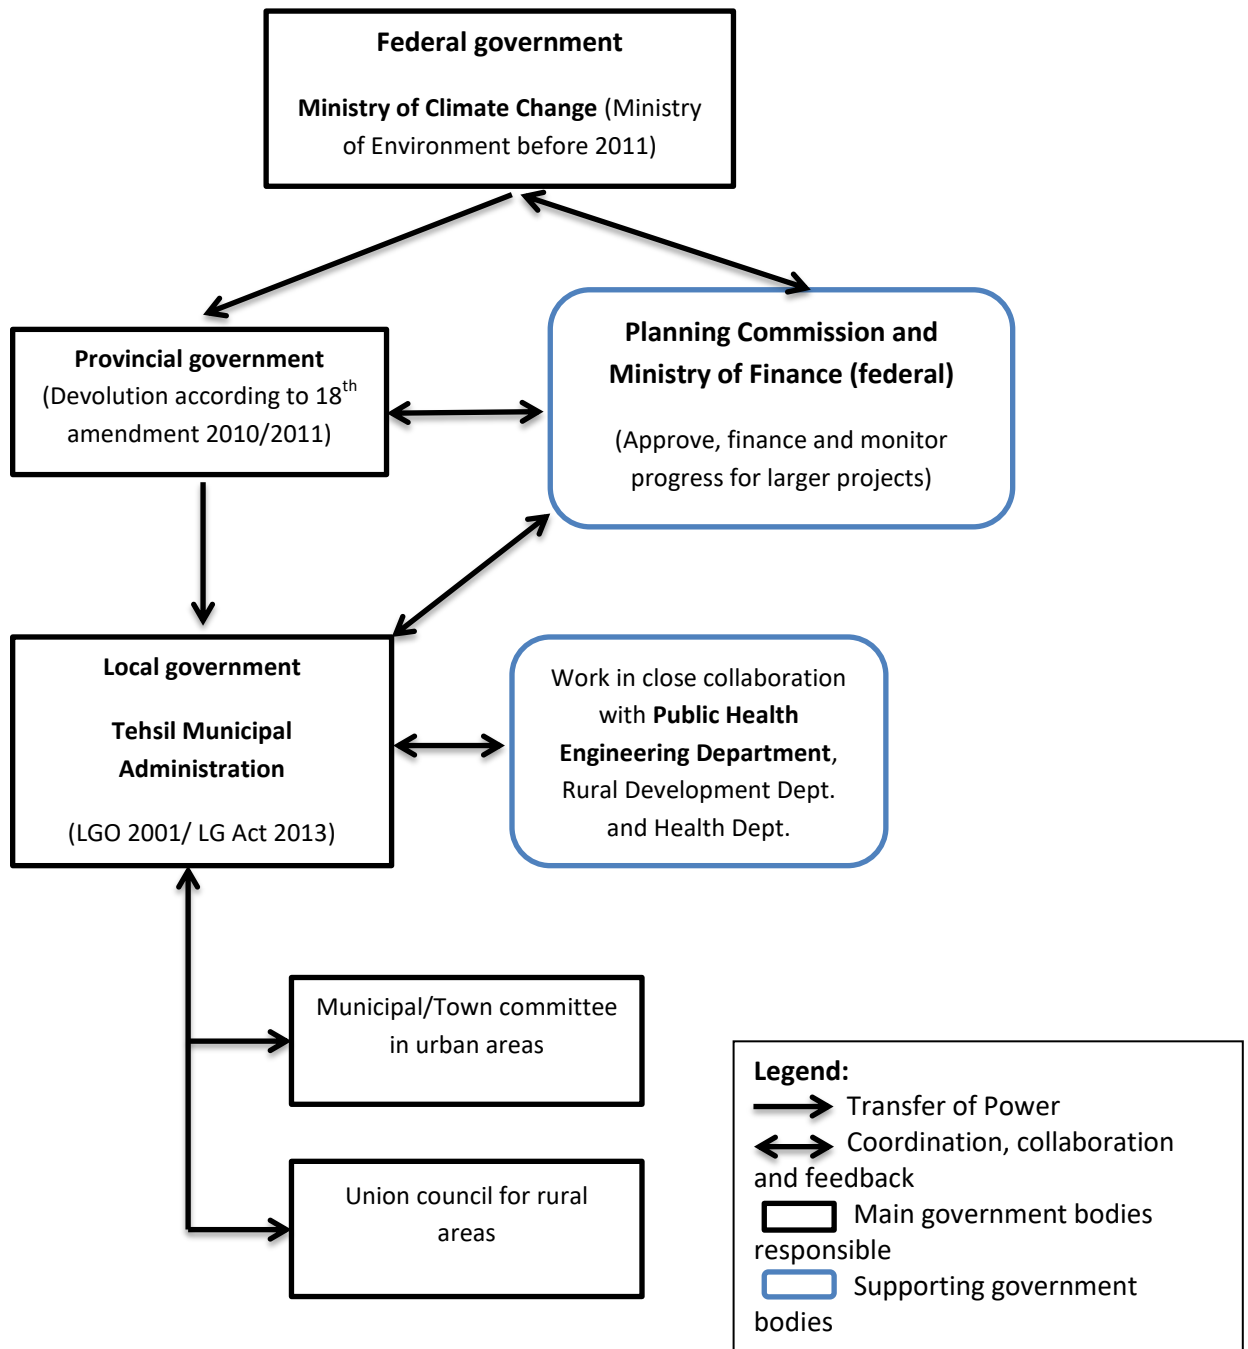 Federal government
Ministry of Climate Change (Ministry
of Environment before 2011)
Provincial government
(Devolution according to 18th
amendment 2010/2011)
Planning Commission and
Ministry of Finance (federal)
(Approve, finance and monitor
progress for larger projects)
Local government
Tehsil Municipal
Administration
(LGO 2001/ LG Act 2013)
Work in close collaboration
with Public Health
Engineering Department,
Rural Development Dept.
and Health Dept.
Municipal/Town committee
in urban areas
Union council for rural
areas
Legend:
Transfer of Power
Coordination, collaboration
and feedback
Main government bodies
responsible
Supporting government
bodies